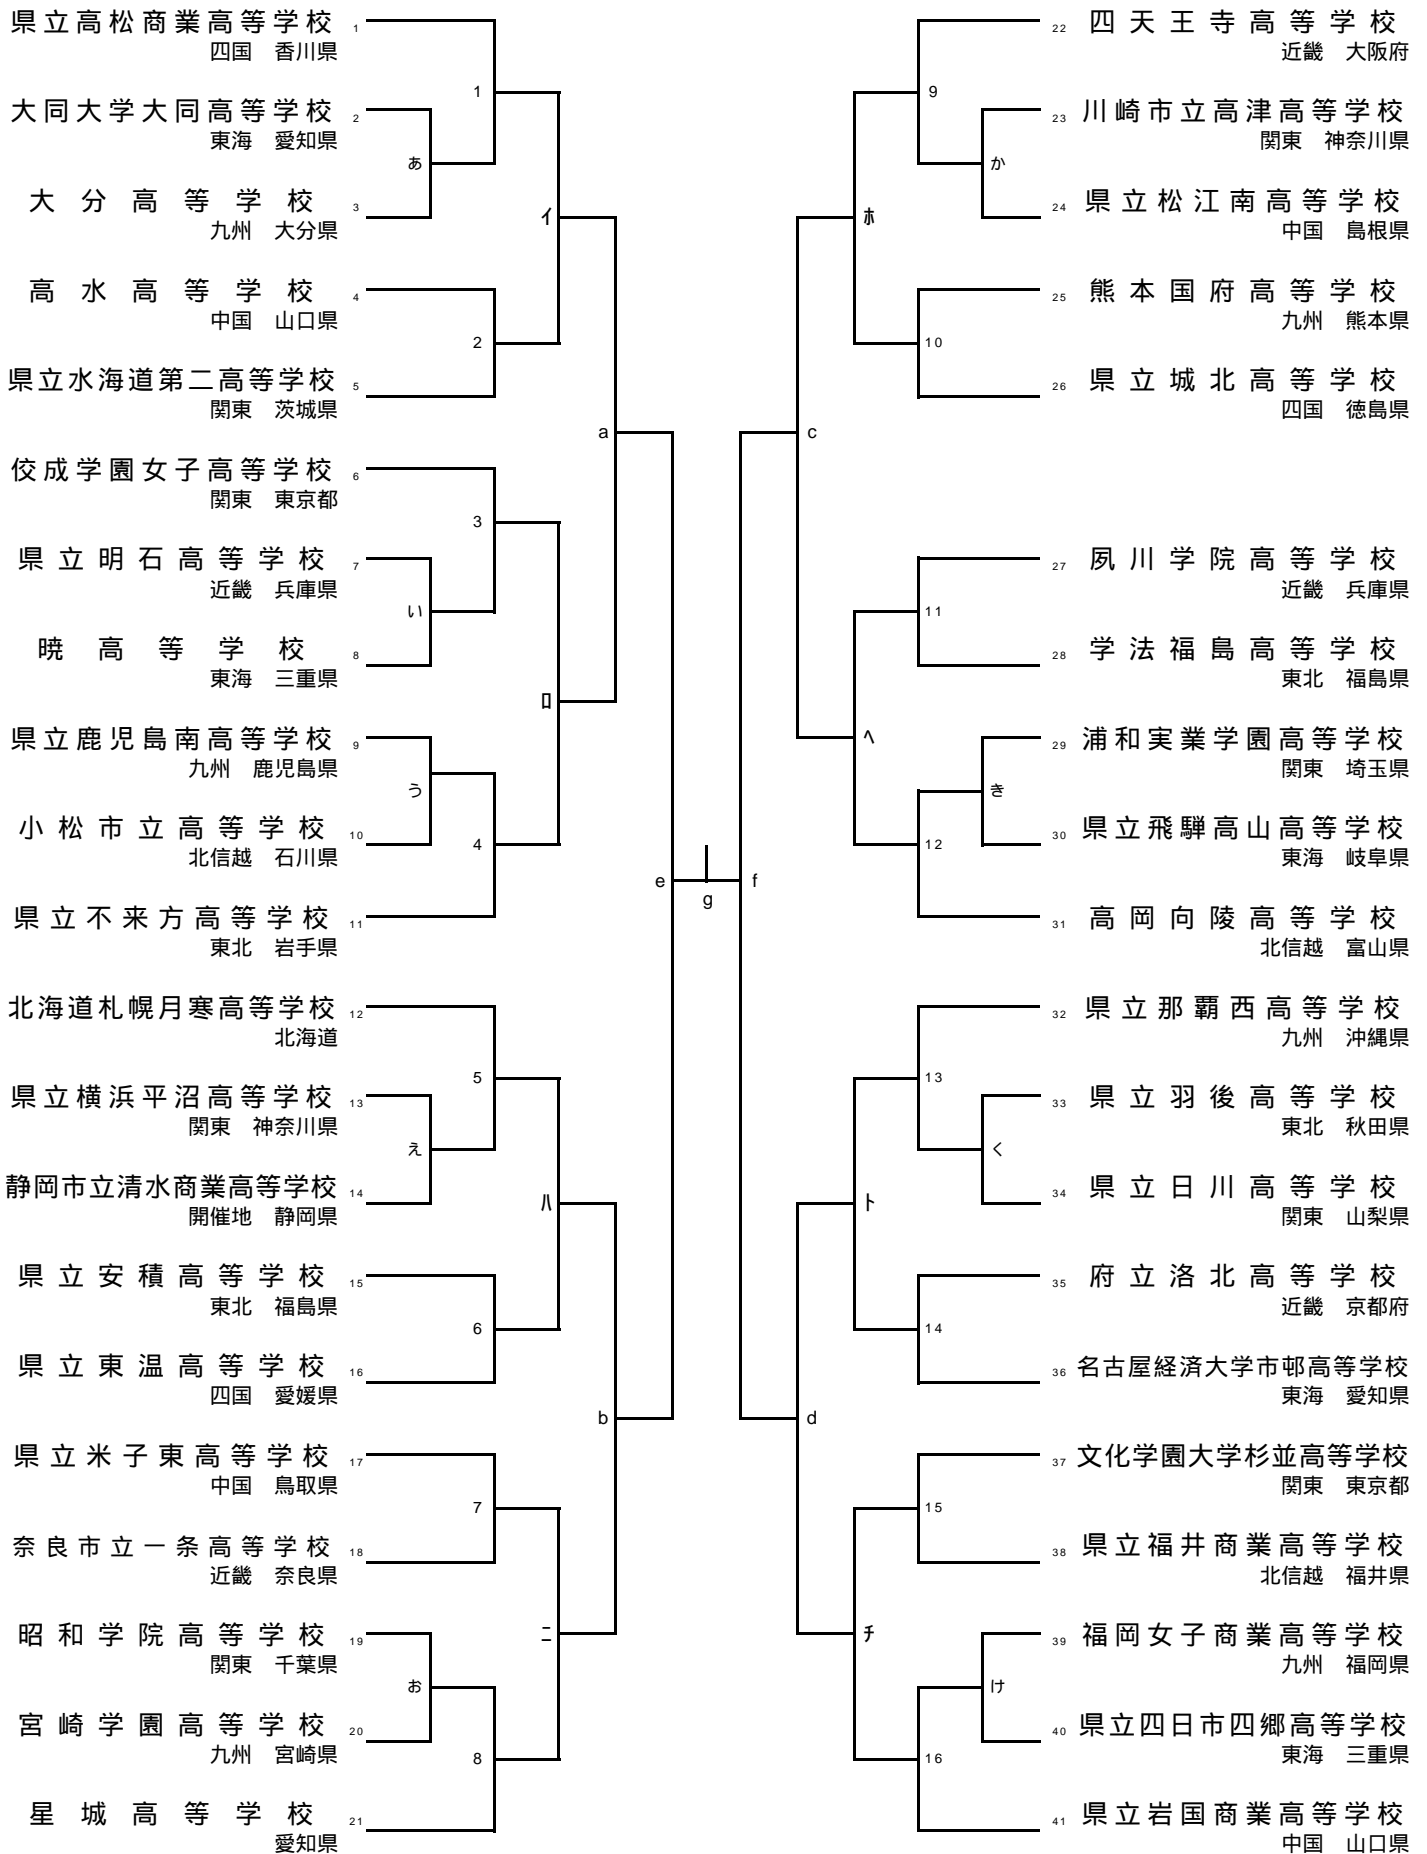 県立高松商業高等学校 1
四国 香川県
大同大学大同高等学校 2
東海 愛知県
大分高等学校 3
九州 大分県
高水高等学校 4
中国 山口県
県立水海道第二高等学校 5
関東 茨城県
佼成学園女子高等学校 6
関東 東京都
県立明石高等学校 7
近畿 兵庫県
暁高等学校 8
東海 三重県
県立鹿児島南高等学校 9
九州 鹿児島県
小松市立高等学校 10
北信越 石川県
県立不来方高等学校 11
東北 岩手県
北海道札幌月寒高等学校 12
北海道
県立横浜平沼高等学校 13
関東 神奈川県
静岡市立清水商業高等学校 14
開催地 静岡県
県立安積高等学校 15
東北 福島県
県立東温高等学校 16
四国 愛媛県
県立米子東高等学校 17
中国 鳥取県
奈良市立一条高等学校 18
近畿 奈良県
昭和学院高等学校 19
関東 千葉県
宮崎学園高等学校 20
九州 宮崎県
星城高等学校 21
愛知県
あ
い
う
え
お
1
2
3
4
5
6
7
8
イ
ロ
ハ
ニ
a
b
e
g
f
c
d
ホ
ヘ
ト
チ
9
10
11
12
13
14
15
16
か
き
く
け
22 四天王寺高等学校
近畿 大阪府
23 川崎市立高津高等学校
関東 神奈川県
24 県立松江南高等学校
中国 島根県
25 熊本国府高等学校
九州 熊本県
26 県立城北高等学校
四国 徳島県
27 夙川学院高等学校
近畿 兵庫県
28 学法福島高等学校
東北 福島県
29 浦和実業学園高等学校
関東 埼玉県
30 県立飛騨高山高等学校
東海 岐阜県
31 高岡向陵高等学校
北信越 富山県
32 県立那覇西高等学校
九州 沖縄県
33 県立羽後高等学校
東北 秋田県
34 県立日川高等学校
関東 山梨県
35 府立洛北高等学校
近畿 京都府
36 名古屋経済大学市邨高等学校
東海 愛知県
37 文化学園大学杉並高等学校
関東 東京都
38 県立福井商業高等学校
北信越 福井県
39 福岡女子商業高等学校
九州 福岡県
40 県立四日市四郷高等学校
東海 三重県
41 県立岩国商業高等学校
中国 山口県